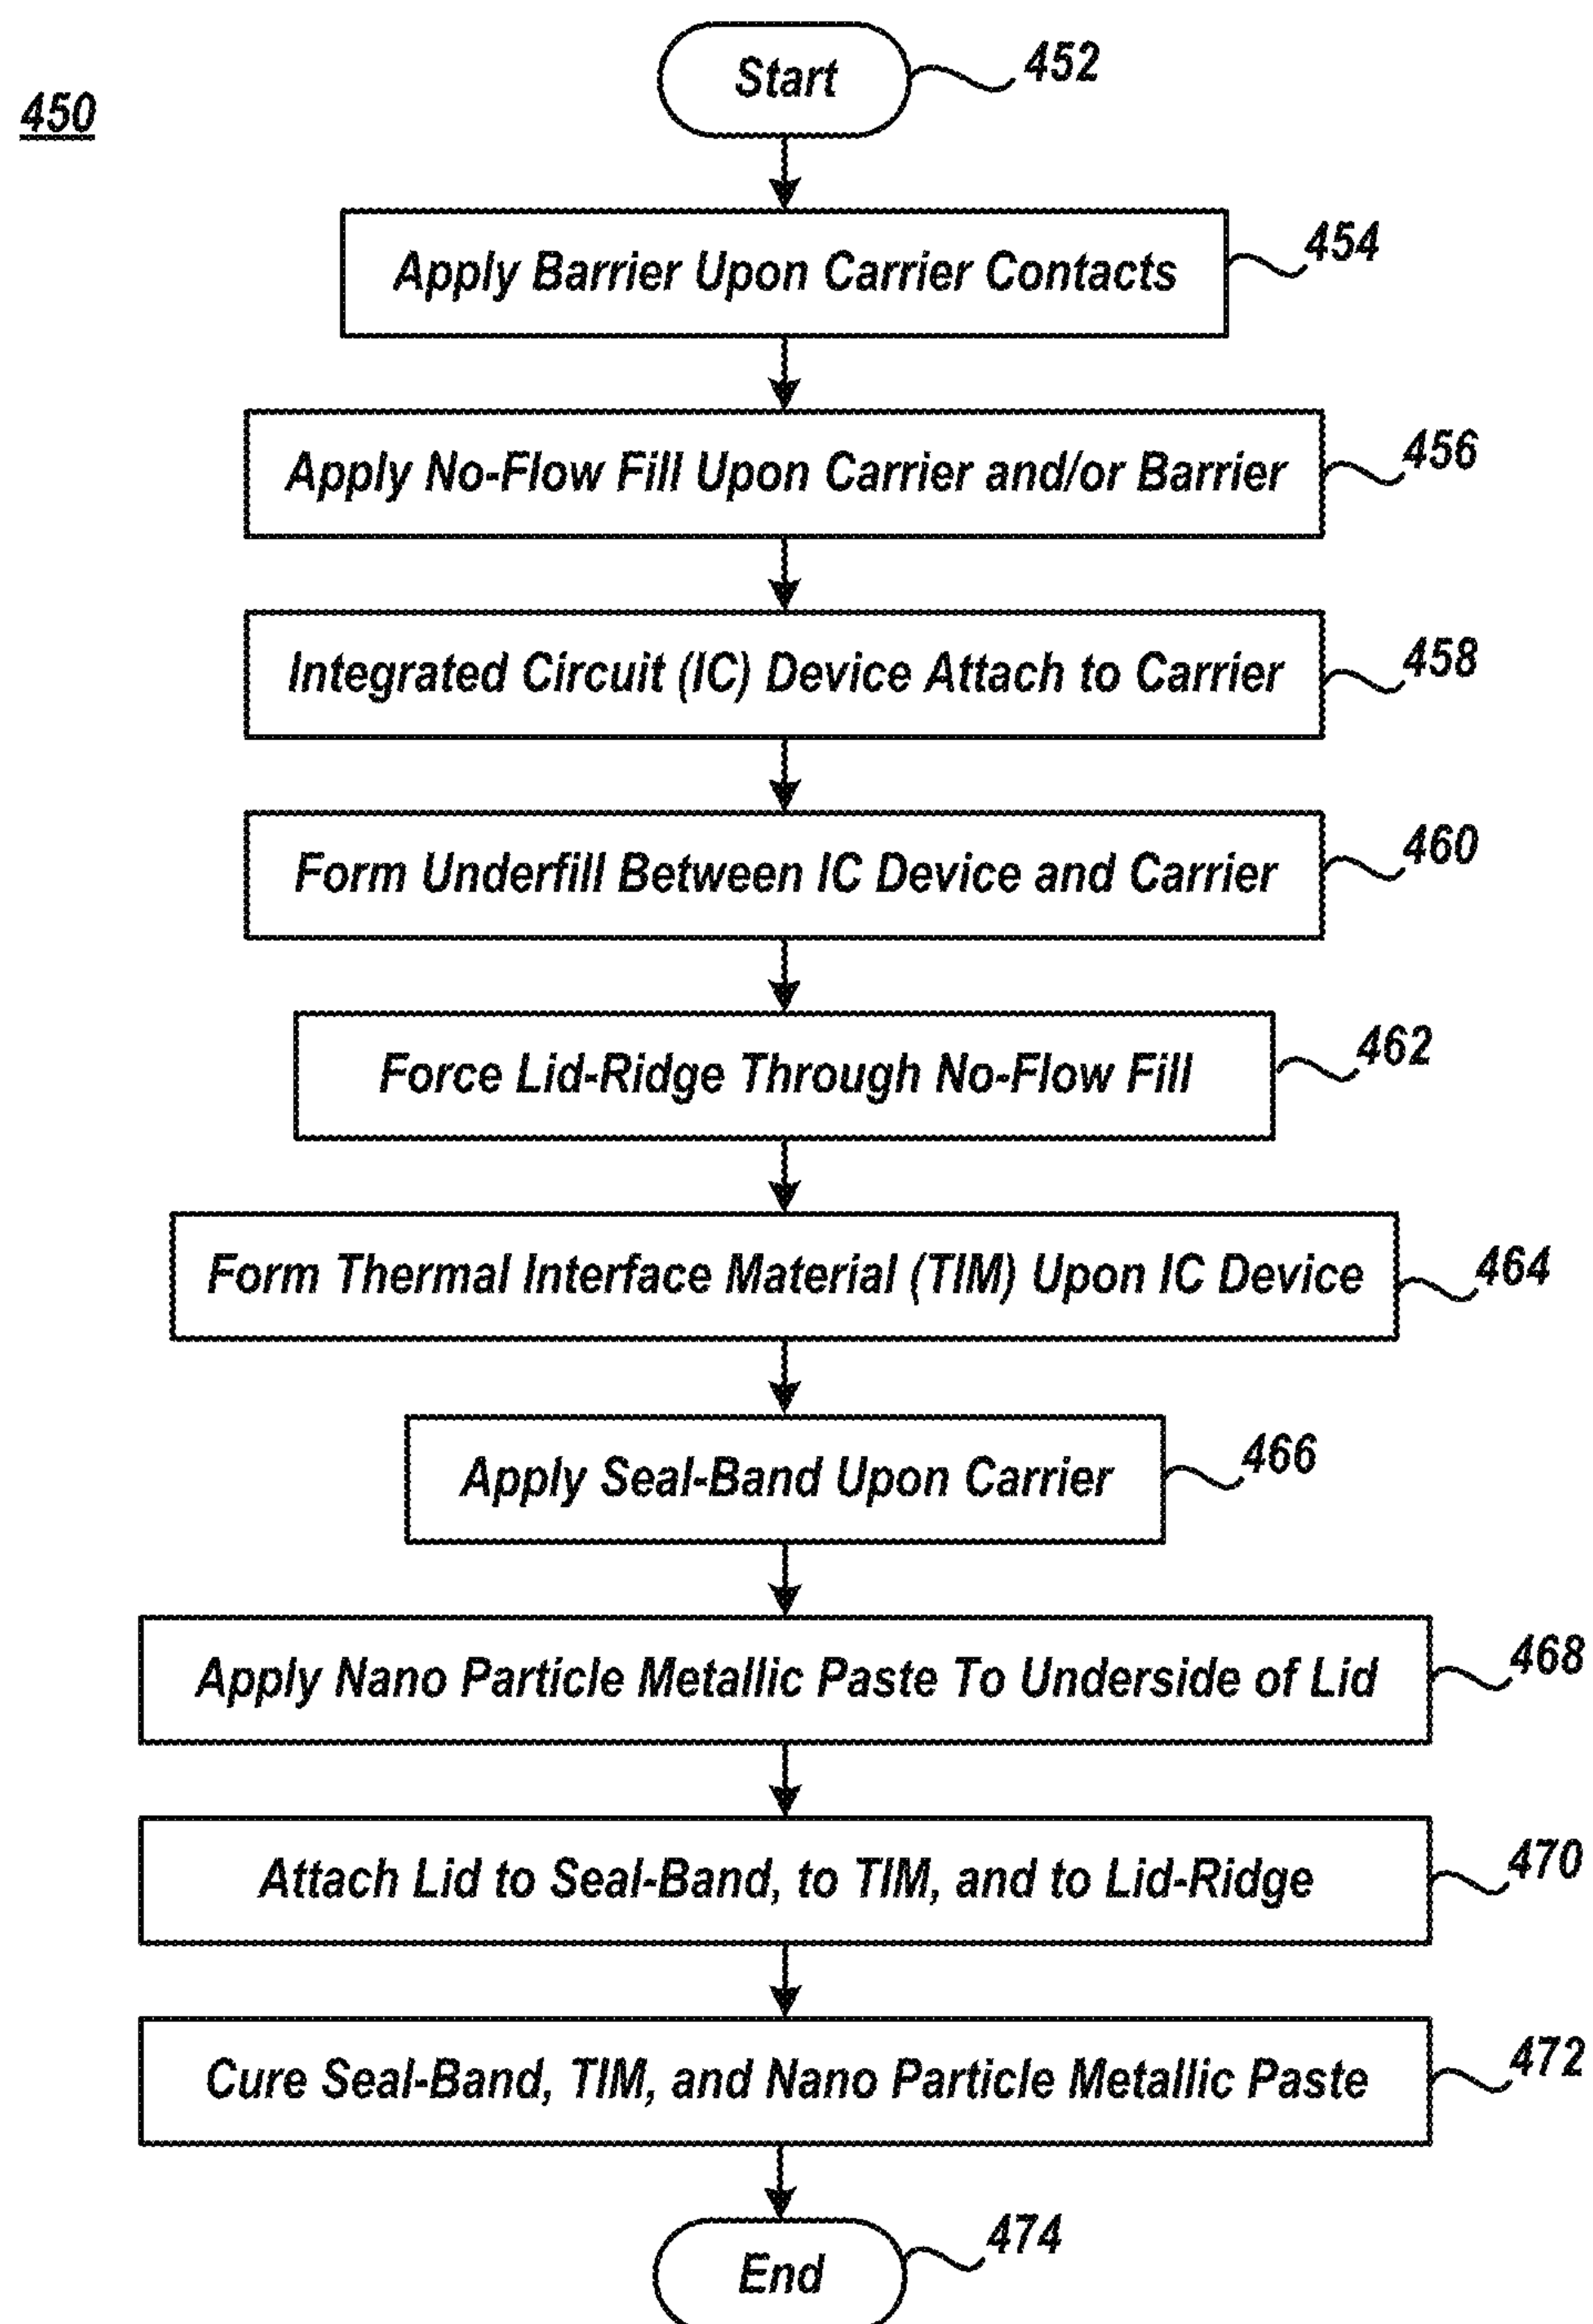 450
Start 452
Apply Barrier Upon Carrier Contacts 454
Apply No-Flow Fill Upon Carrier and/or Barrier 456
Integrated Circuit (IC) Device Attach to Carrier 458
Form Underfill Between IC Device and Carrier 460
Force Lid-Ridge Through No-Flow Fill 462
Form Thermal Interface Material (TIM) Upon IC Device 464
Apply Seal-Band Upon Carrier 466
Apply Nano Particle Metallic Paste To Underside of Lid 468
Attach Lid to Seal-Band, to TIM, and to Lid-Ridge 470
Cure Seal-Band, TIM, and Nano Particle Metallic Paste 472
End 474